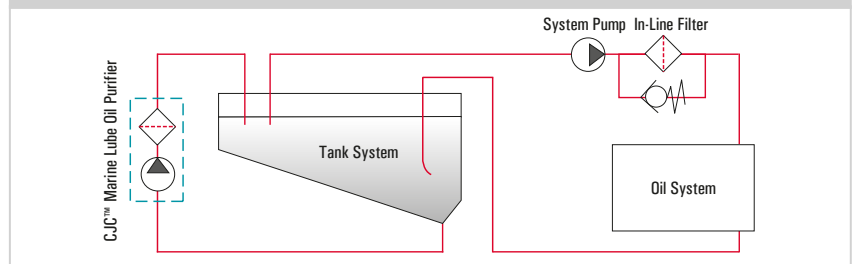 System Pump In-Line Filter
CJC™ Marine Lube Oil Purifier
Tank System
Oil System